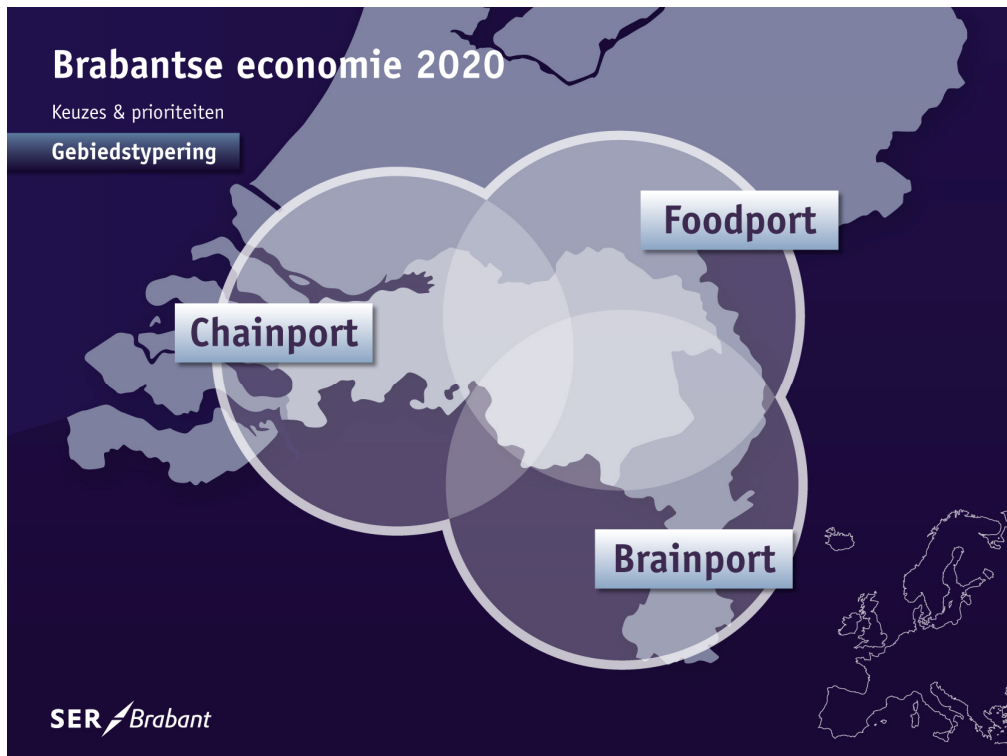 Brabantse economie 2020
Keuzes & prioriteiten
Gebiedstypering
Foodport
Chainport
Brainport
SER Brabant